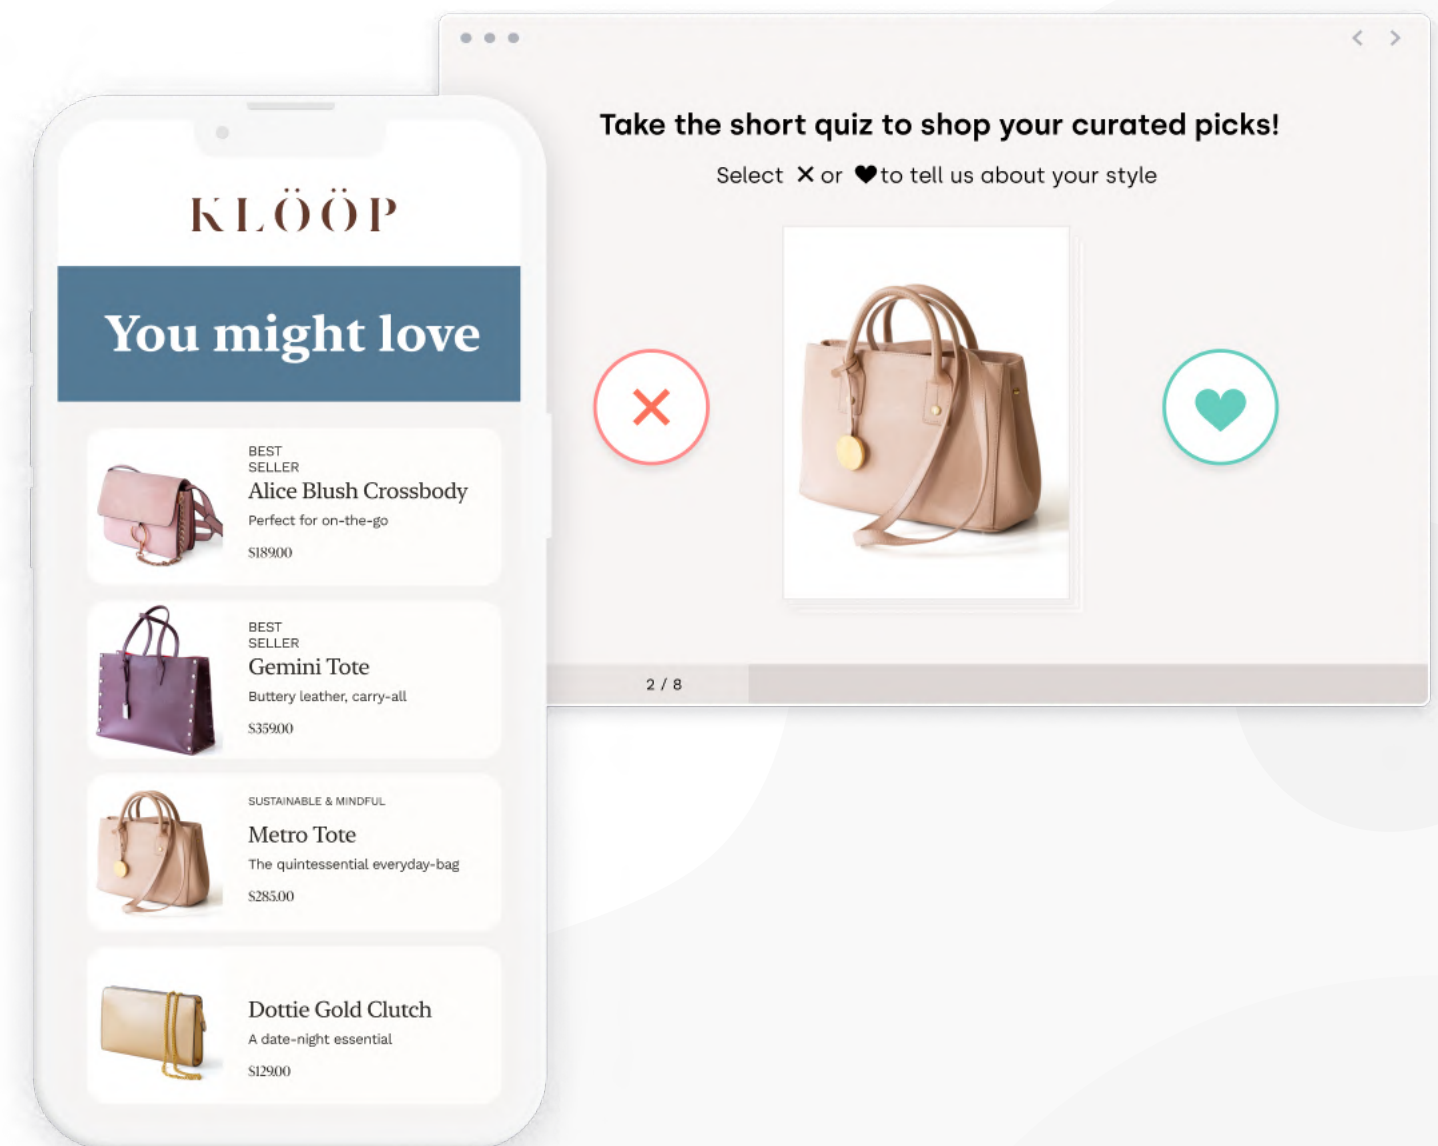 KLÖÖP
You might love
BEST
SELLER
Alice Blush Crossbody
Perfect for on-the-go
$189.00
BEST
SELLER
Gemini Tote
Buttery leather, carry-all
$359.00
SUSTAINABLE & MINDFUL
Metro Tote
The quintessential everyday-bag
$285.00
Dottie Gold Clutch
A date-night essential
$129.00
Take the short quiz to shop your curated picks!
Select ✕ or ♥ to tell us about your style
2 / 8